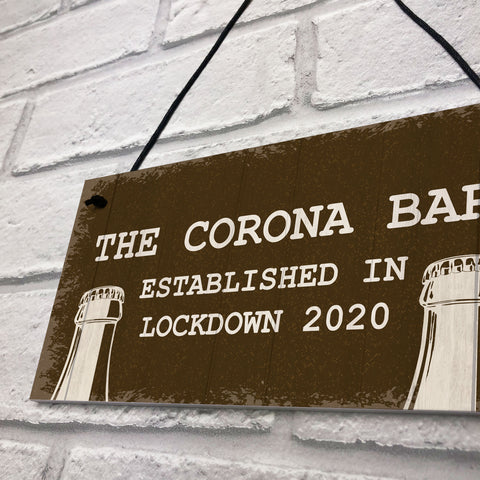 THE CORONA BAR
ESTABLISHED IN
LOCKDOWN 2020